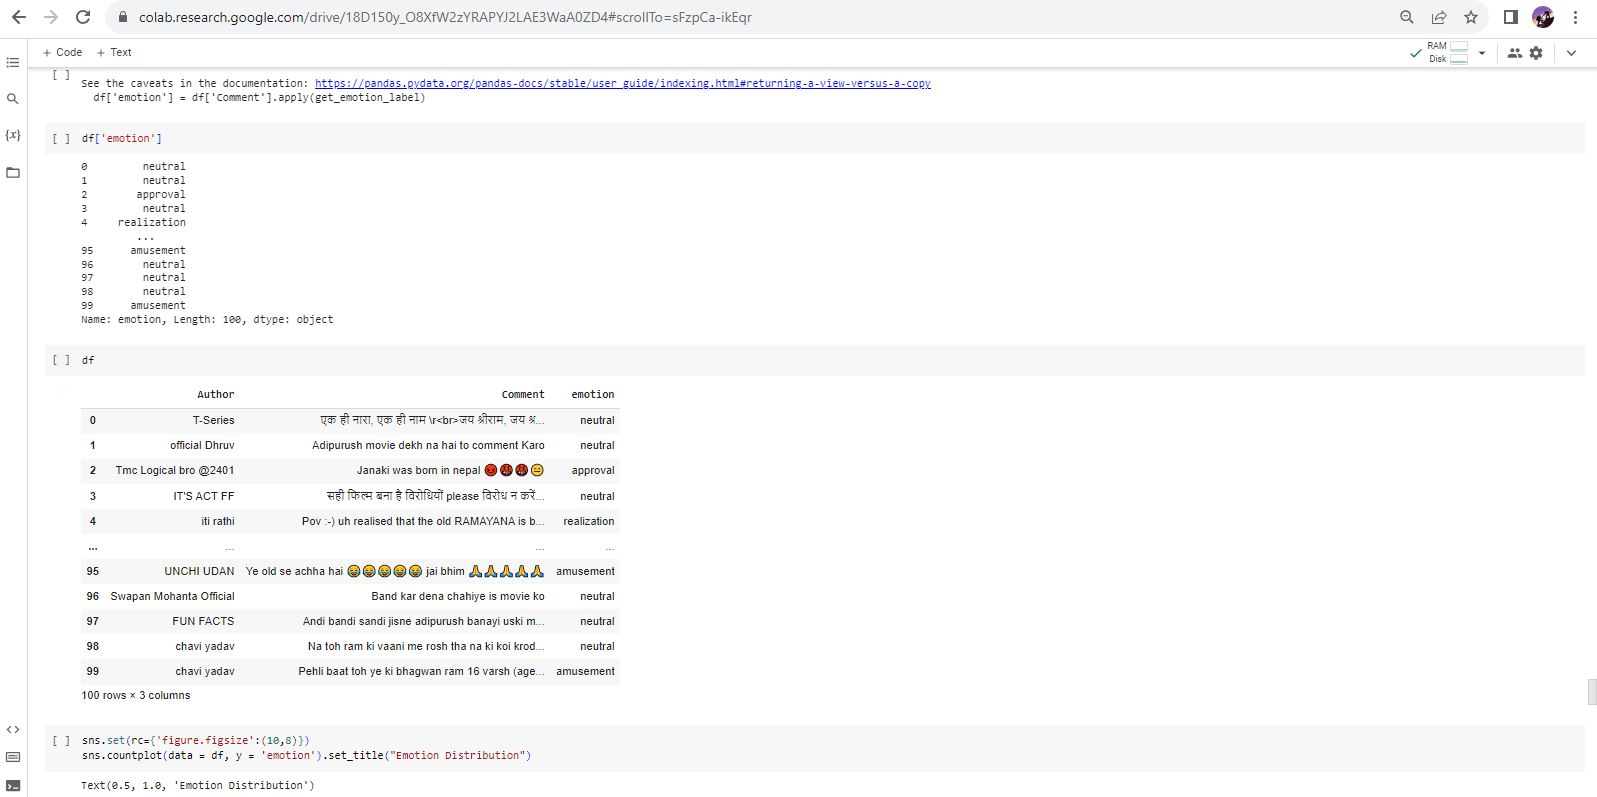 colab.research.google.com/drive/18D150y_O8XfW2zYRAPYJ2LAE3WaA0ZD4#scrollTo=sFzpCa-ikEqr
+ Code + Text
RAM
Disk
[ ]
See the caveats in the documentation: https://pandas.pydata.org/pandas-docs/stable/user_guide/indexing.html#returning-a-view-versus-a-copy
df['emotion'] = df['Comment'].apply(get_emotion_label)
[ ] df['emotion']
0 neutral
1 neutral
2 approval
3 neutral
4 realization
...
95 amusement
96 neutral
97 neutral
98 neutral
99 amusement
Name: emotion, Length: 100, dtype: object
[ ] df
Author Comment emotion
0 T-Series एक ही नारा, एक ही नाम \r<br>जय श्रीराम, जय श्र... neutral
1 official Dhruv Adipurush movie dekh na hai to comment Karo neutral
2 Tmc Logical bro @2401 Janaki was born in nepal 😡🤬🤬😑 approval
3 IT'S ACT FF सही फिल्म बना है विरोधियों please विरोध न करें... neutral
4 iti rathi Pov :-) uh realised that the old RAMAYANA is b... realization
... ... ... ...
95 UNCHI UDAN Ye old se achha hai 😂😂😂😂😂 jai bhim 🙏🙏🙏🙏🙏 amusement
96 Swapan Mohanta Official Band kar dena chahiye is movie ko neutral
97 FUN FACTS Andi bandi sandi jisne adipurush banayi uski m... neutral
98 chavi yadav Na toh ram ki vaani me rosh tha na ki koi krod... neutral
99 chavi yadav Pehli baat toh ye ki bhagwan ram 16 varsh (age... amusement
100 rows × 3 columns
[ ] sns.set(rc={'figure.figsize':(10,8)})
sns.countplot(data = df, y = 'emotion').set_title("Emotion Distribution")
Text(0.5, 1.0, 'Emotion Distribution')